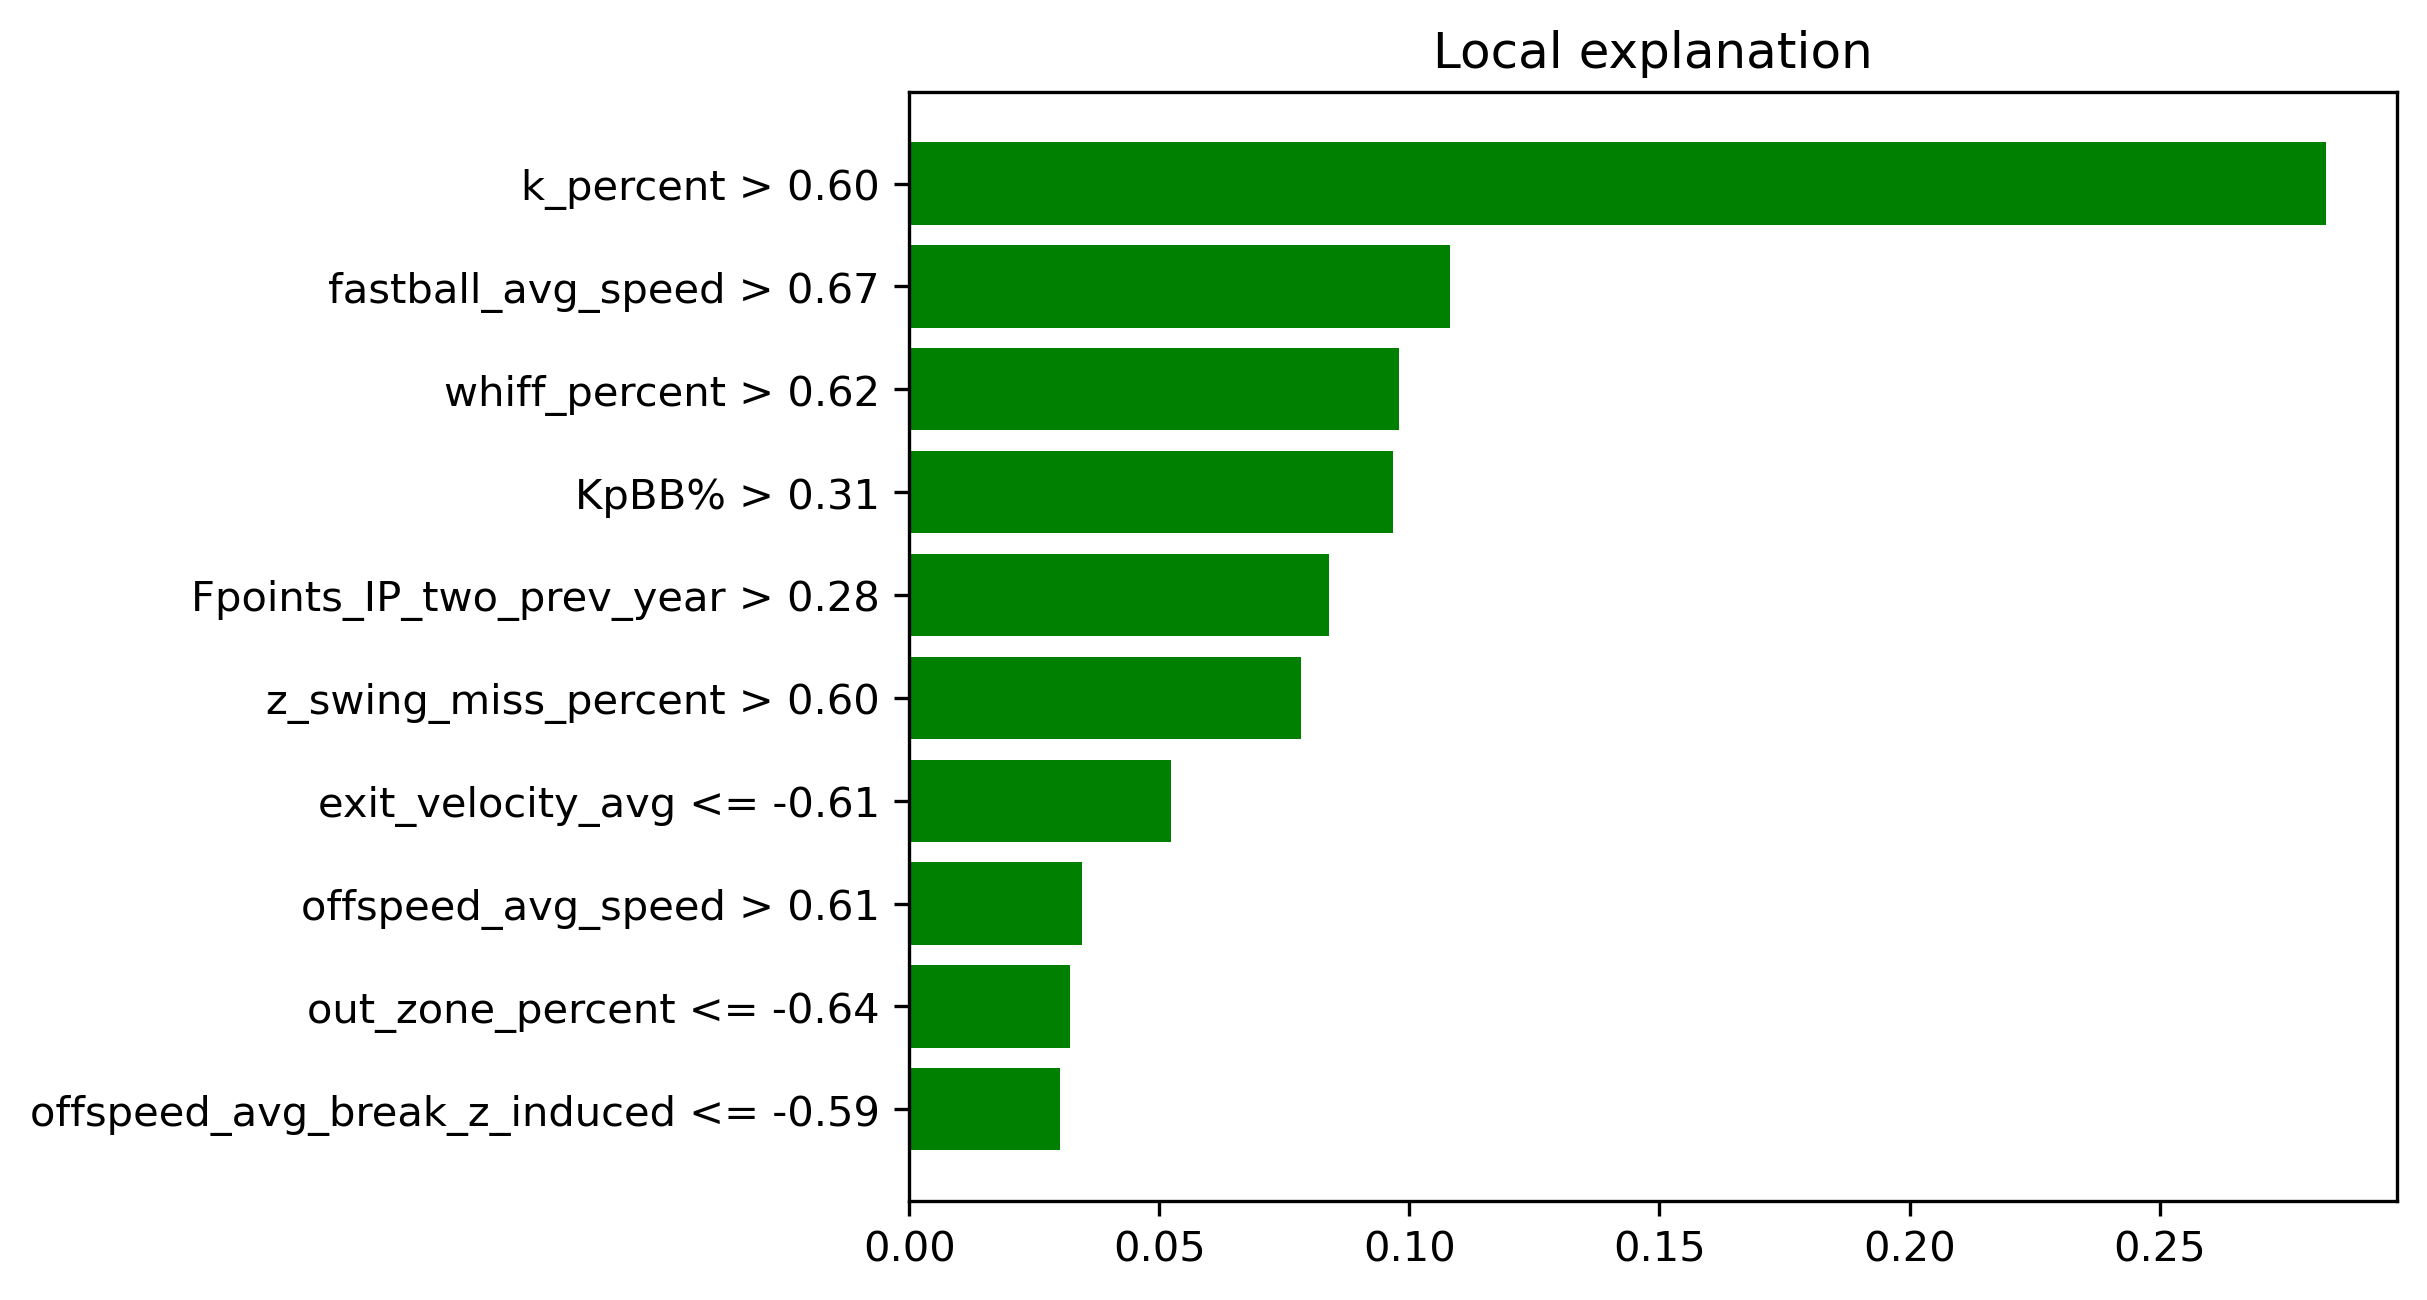 Local explanation
k_percent > 0.60
fastball_avg_speed > 0.67
whiff_percent > 0.62
KpBB% > 0.31
Fpoints_IP_two_prev_year > 0.28
z_swing_miss_percent > 0.60
exit_velocity_avg <= -0.61
offspeed_avg_speed > 0.61
out_zone_percent <= -0.64
offspeed_avg_break_z_induced <= -0.59
0.00 0.05 0.10 0.15 0.20 0.25